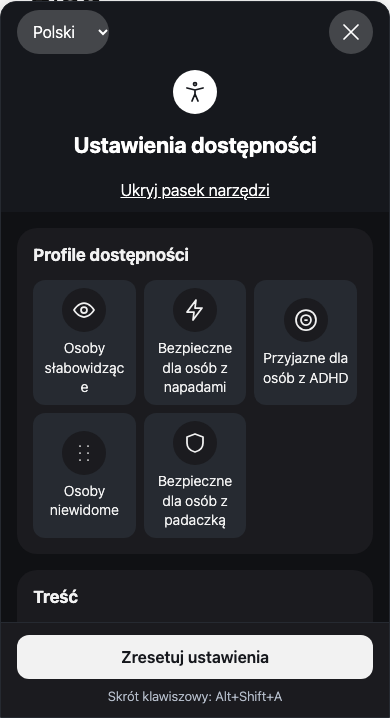 Polski
Ustawienia dostępności
Ukryj pasek narzędzi
Profile dostępności
Osoby
słabowidząc
e
Bezpieczne
dla osób z
napadami
Przyjazne dla
osób z ADHD
Osoby
niewidome
Bezpieczne
dla osób z
padaczką
Treść
Zresetuj ustawienia
Skrót klawiszowy: Alt+Shift+A